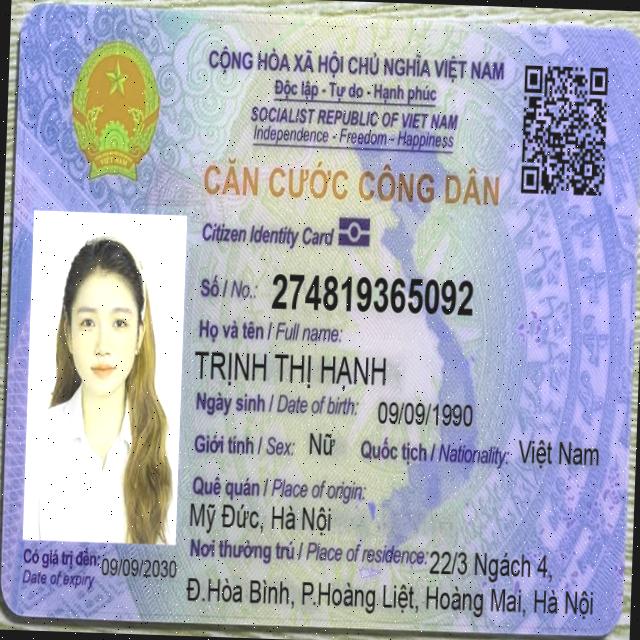 CỘNG HÒA XÃ HỘI CHỦ NGHĨA VIỆT NAM
Độc lập - Tự do - Hạnh phúc
SOCIALIST REPUBLIC OF VIET NAM
Independence - Freedom - Happiness
CĂN CƯỚC CÔNG DÂN
Citizen Identity Card
Số / No.: 274819365092
Họ và tên / Full name:
TRỊNH THỊ HẠNH
Ngày sinh / Date of birth: 09/09/1990
Giới tính / Sex: Nữ Quốc tịch / Nationality: Việt Nam
Quê quán / Place of origin:
Mỹ Đức, Hà Nội
Nơi thường trú / Place of residence: 22/3 Ngách 4,
Đ.Hòa Bình, P.Hoàng Liệt, Hoàng Mai, Hà Nội
Có giá trị đến: 09/09/2030
Date of expiry